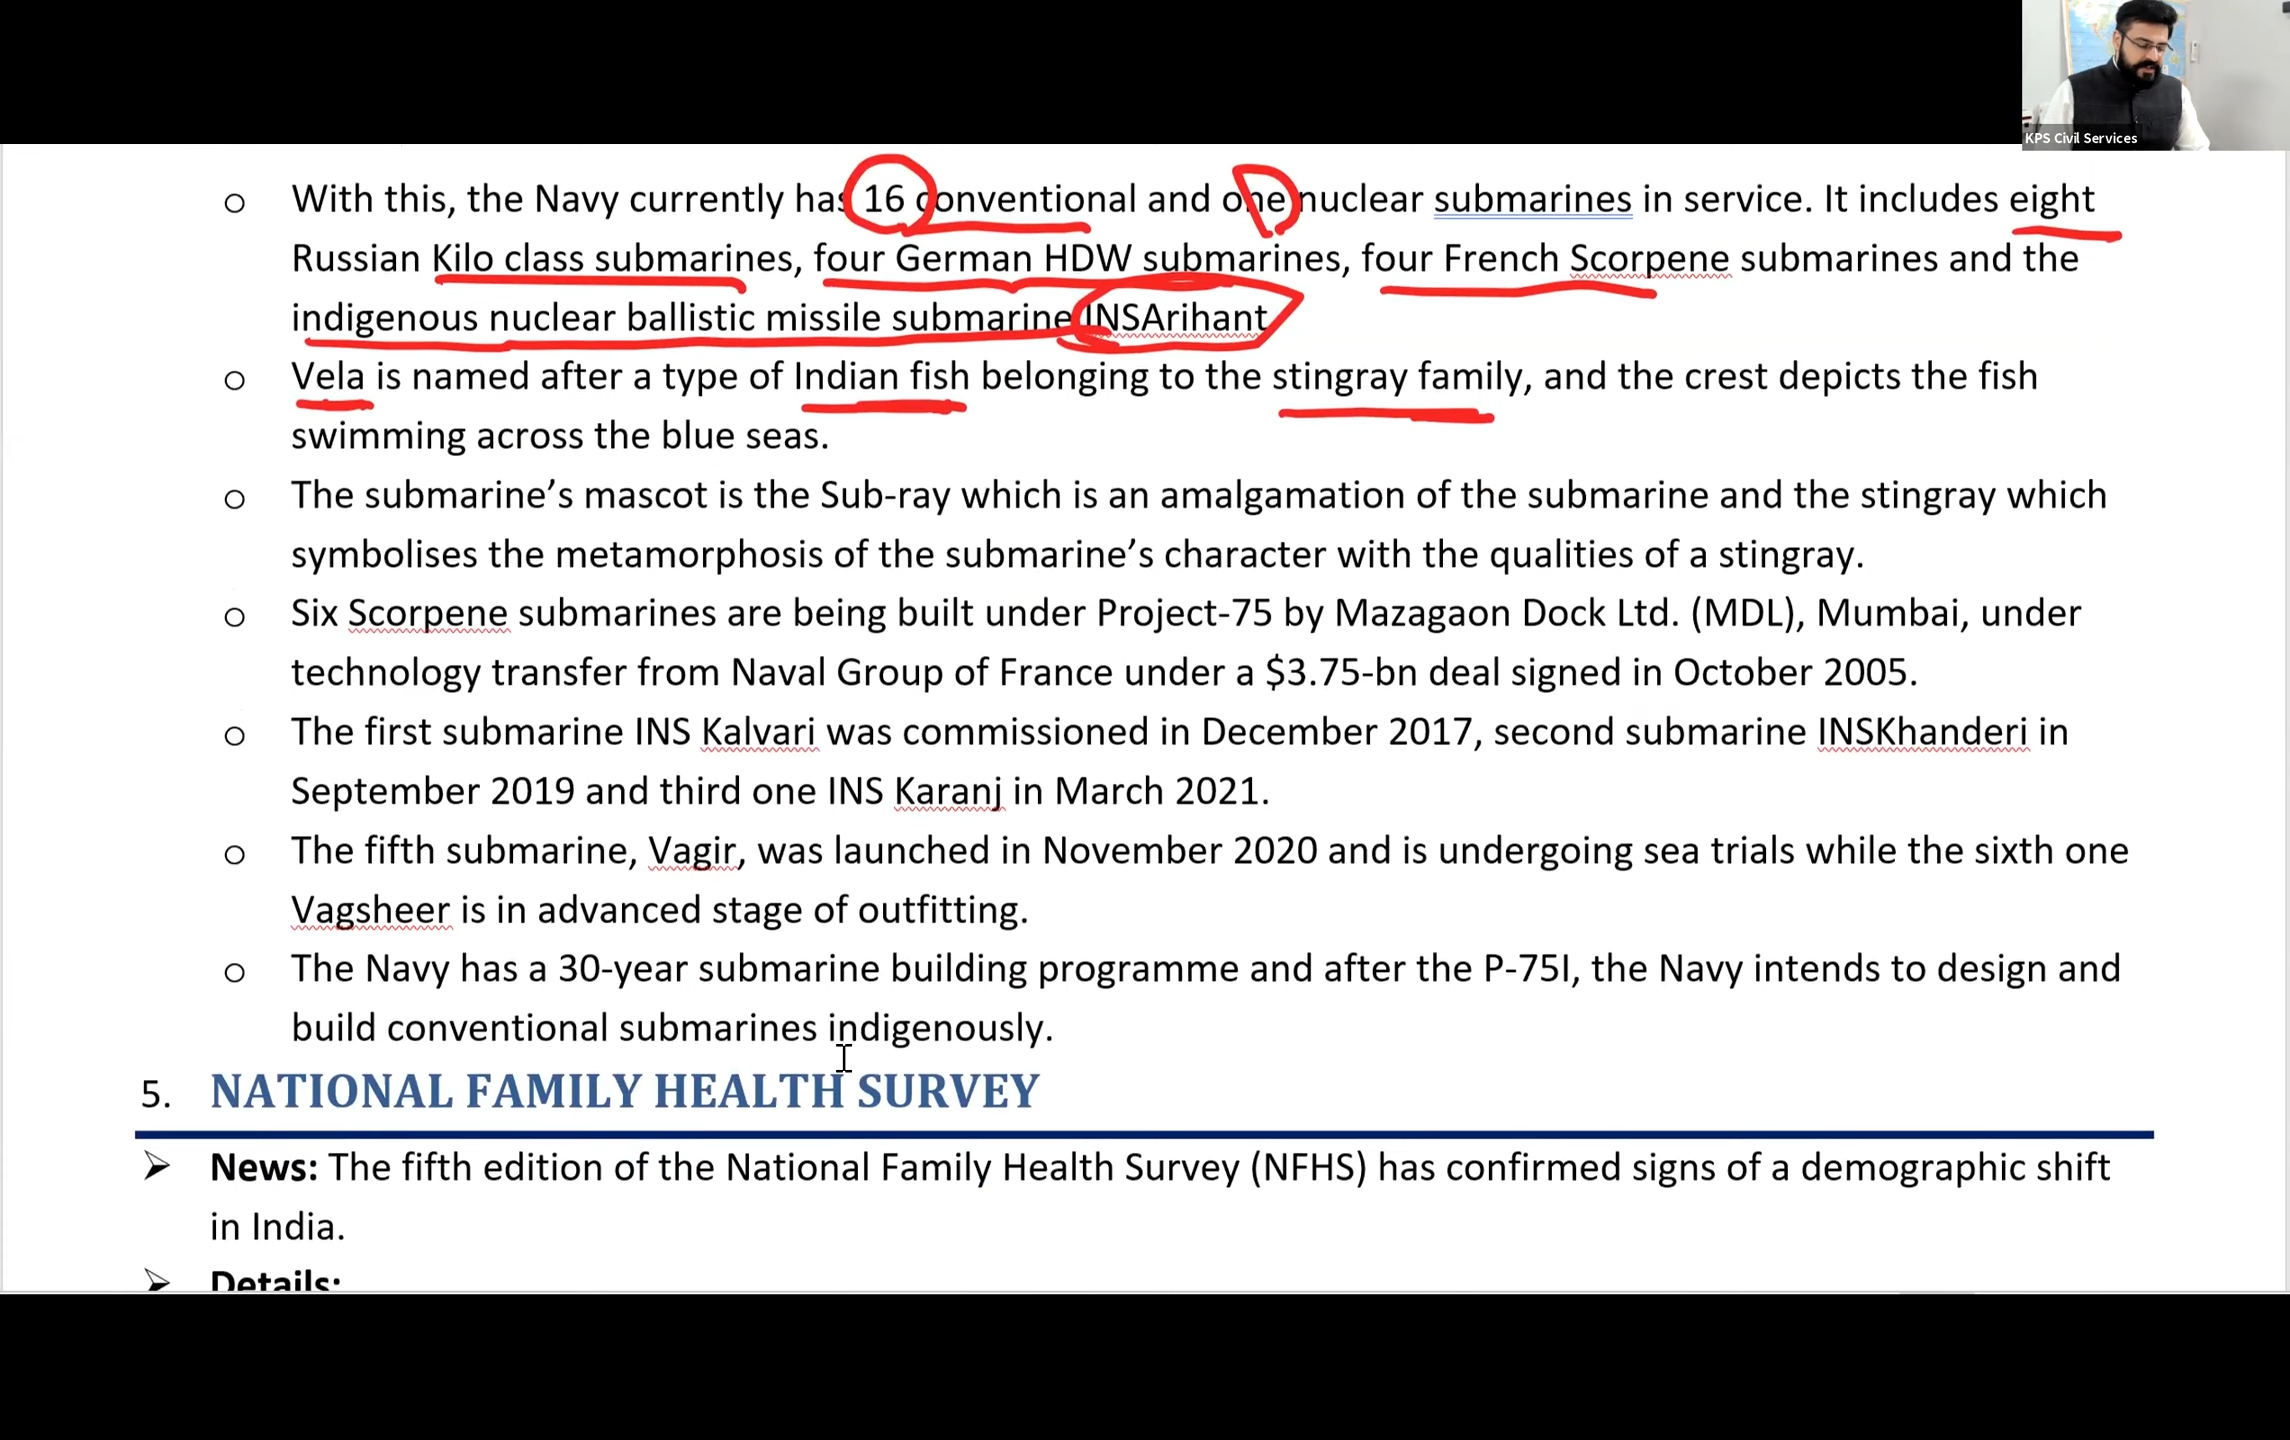 KPS Civil Services
o With this, the Navy currently has 16 conventional and one nuclear submarines in service. It includes eight
Russian Kilo class submarines, four German HDW submarines, four French Scorpene submarines and the
indigenous nuclear ballistic missile submarine INSArihant
o Vela is named after a type of Indian fish belonging to the stingray family, and the crest depicts the fish
swimming across the blue seas.
o The submarine’s mascot is the Sub-ray which is an amalgamation of the submarine and the stingray which
symbolises the metamorphosis of the submarine’s character with the qualities of a stingray.
o Six Scorpene submarines are being built under Project-75 by Mazagaon Dock Ltd. (MDL), Mumbai, under
technology transfer from Naval Group of France under a $3.75-bn deal signed in October 2005.
o The first submarine INS Kalvari was commissioned in December 2017, second submarine INSKhanderi in
September 2019 and third one INS Karanj in March 2021.
o The fifth submarine, Vagir, was launched in November 2020 and is undergoing sea trials while the sixth one
Vagsheer is in advanced stage of outfitting.
o The Navy has a 30-year submarine building programme and after the P-75I, the Navy intends to design and
build conventional submarines indigenously.
5. NATIONAL FAMILY HEALTH SURVEY
➢ News: The fifth edition of the National Family Health Survey (NFHS) has confirmed signs of a demographic shift
in India.
➢ Details: